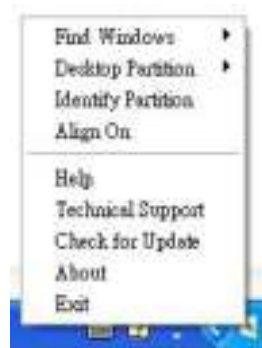 Find Windows
Desktop Partition
Identify Partition
Align On
Help
Technical Support
Check for Update
About
Exit